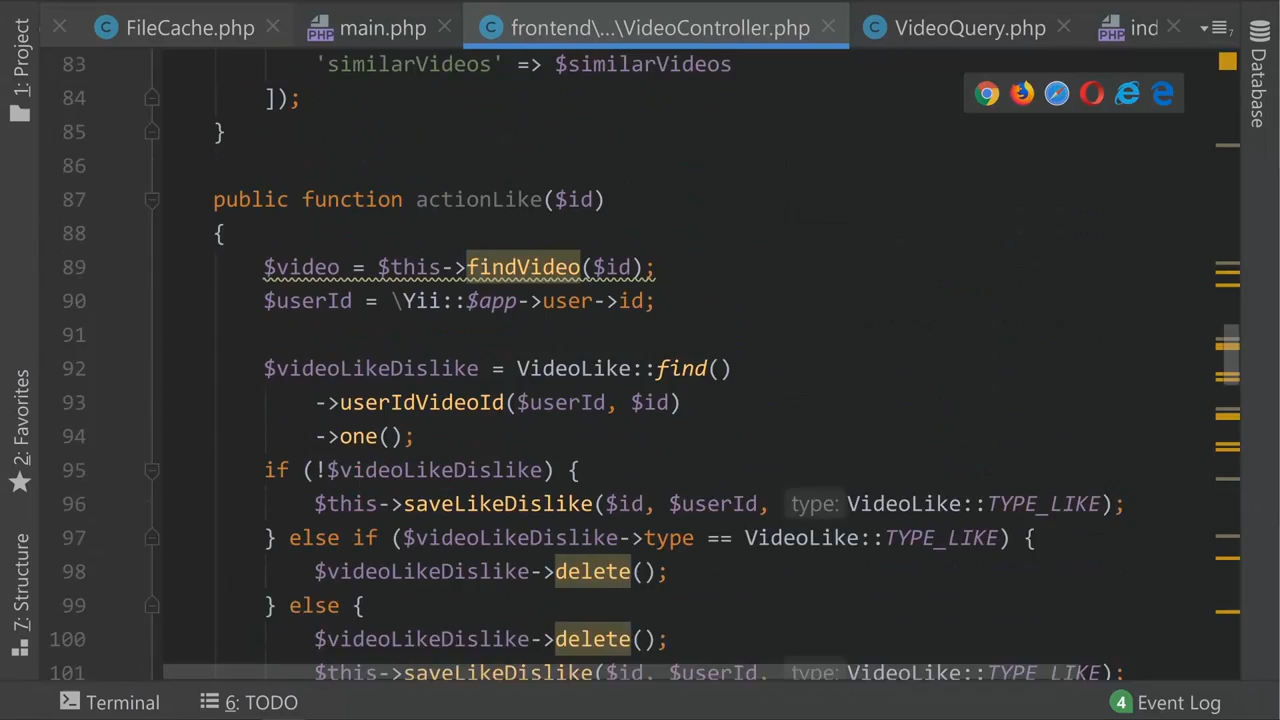 1: Project
FileCache.php
main.php
frontend\...\VideoController.php
VideoQuery.php
ind
7
Database
83 'similarVideos' => $similarVideos
84 ]);
85 }
86
87 public function actionLike($id)
88 {
89 $video = $this->findVideo($id);
90 $userId = \Yii::$app->user->id;
91
92 $videoLikeDislike = VideoLike::find()
93 ->userIdVideoId($userId, $id)
94 ->one();
95 if (!$videoLikeDislike) {
96 $this->saveLikeDislike($id, $userId, type: VideoLike::TYPE_LIKE);
97 } else if ($videoLikeDislike->type == VideoLike::TYPE_LIKE) {
98 $videoLikeDislike->delete();
99 } else {
100 $videoLikeDislike->delete();
101 $this->saveLikeDislike($id, $userId, type: VideoLike::TYPE_LIKE);
2: Favorites
7: Structure
Terminal
6: TODO
4 Event Log